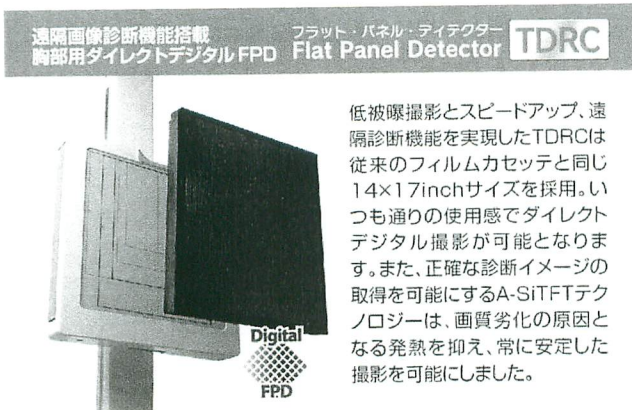 遠隔画像診断機能搭載
胸部用ダイレクトデジタルFPD
フラット・パネル・ディテクター
Flat Panel Detector
TDRC
低被曝撮影とスピードアップ、遠
隔診断機能を実現したTDRCは
従来のフィルムカセッテと同じ
14×17inchサイズを採用。い
つも通りの使用感でダイレクト
デジタル撮影が可能となりま
す。また、正確な診断イメージの
取得を可能にするA-SiTFTテク
ノロジーは、画質劣化の原因と
なる発熱を抑え、常に安定した
撮影を可能にしました。
Digital
FPD